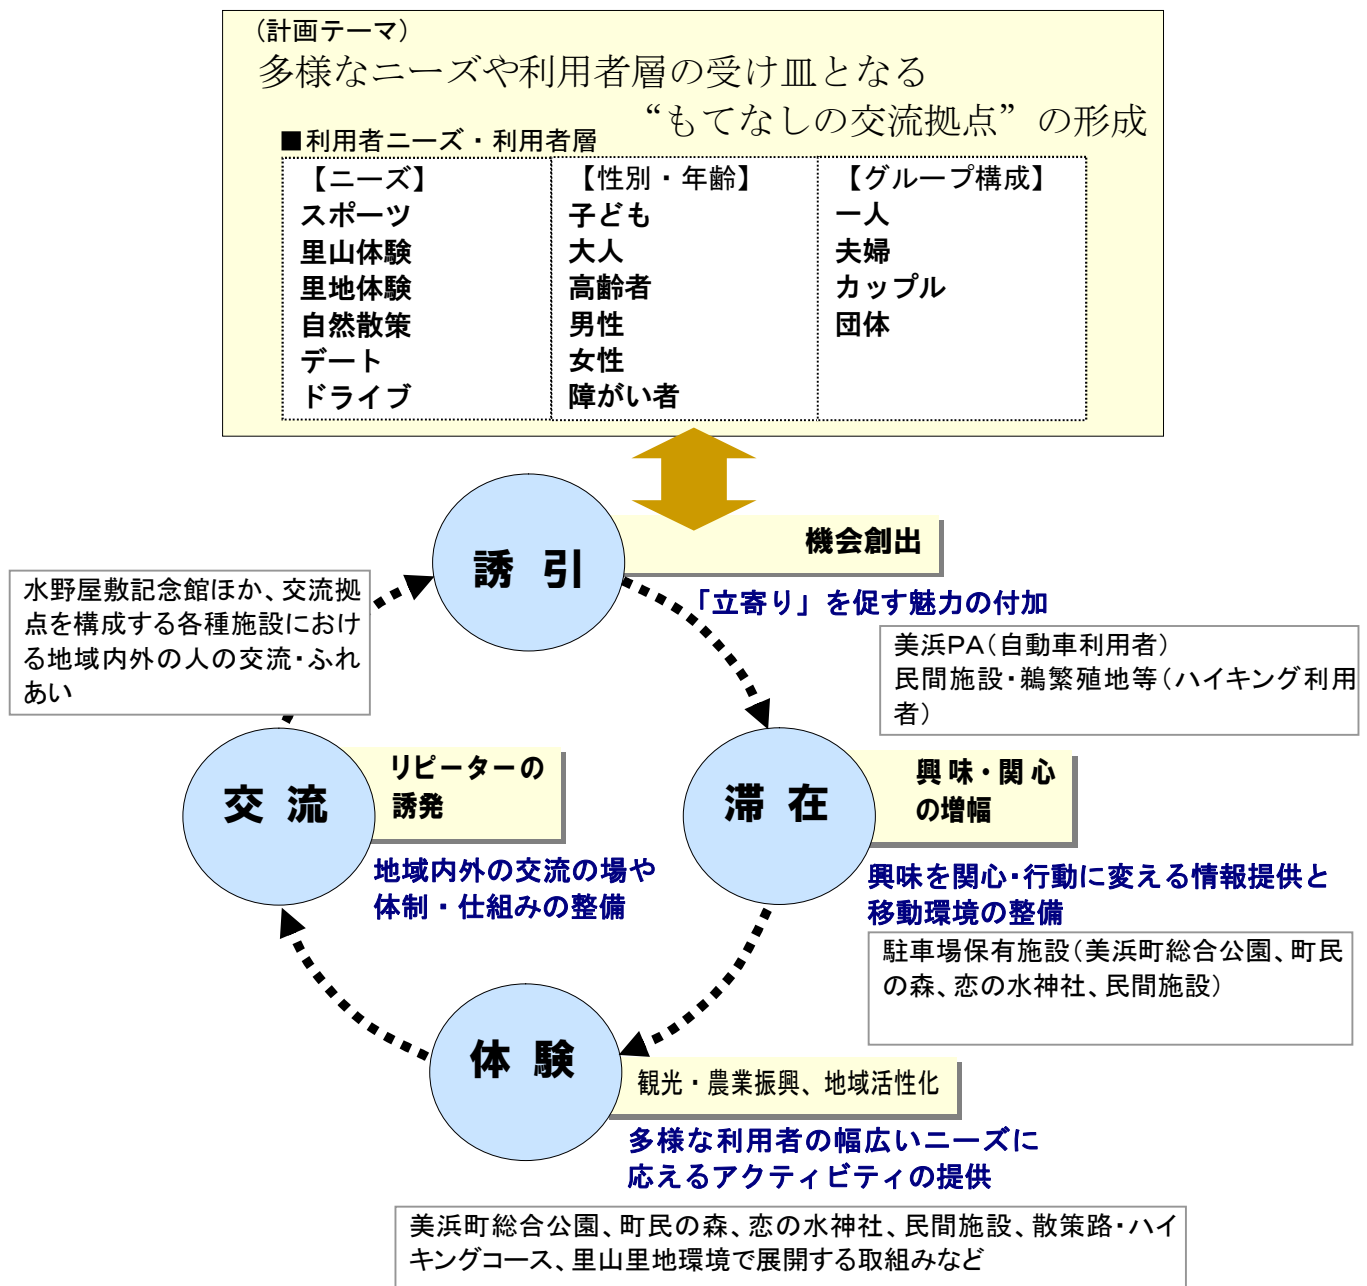 (計画テーマ)
多様なニーズや利用者層の受け皿となる
“もてなしの交流拠点”の形成
■利用者ニーズ・利用者層
【ニーズ】
スポーツ
里山体験
里地体験
自然散策
デート
ドライブ
【性別・年齢】
子ども
大人
高齢者
男性
女性
障がい者
【グループ構成】
一人
夫婦
カップル
団体
誘 引
機会創出
「立寄り」を促す魅力の付加
美浜PA(自動車利用者)
民間施設・鵜繁殖地等(ハイキング利用
者)
滞 在
興味・関心
の増幅
興味を関心・行動に変える情報提供と
移動環境の整備
駐車場保有施設(美浜町総合公園、町民
の森、恋の水神社、民間施設)
体 験
観光・農業振興、地域活性化
多様な利用者の幅広いニーズに
応えるアクティビティの提供
美浜町総合公園、町民の森、恋の水神社、民間施設、散策路・ハイ
キングコース、里山里地環境で展開する取組みなど
交 流
リピーターの
誘発
地域内外の交流の場や
体制・仕組みの整備
水野屋敷記念館ほか、交流拠
点を構成する各種施設におけ
る地域内外の人の交流・ふれ
あい